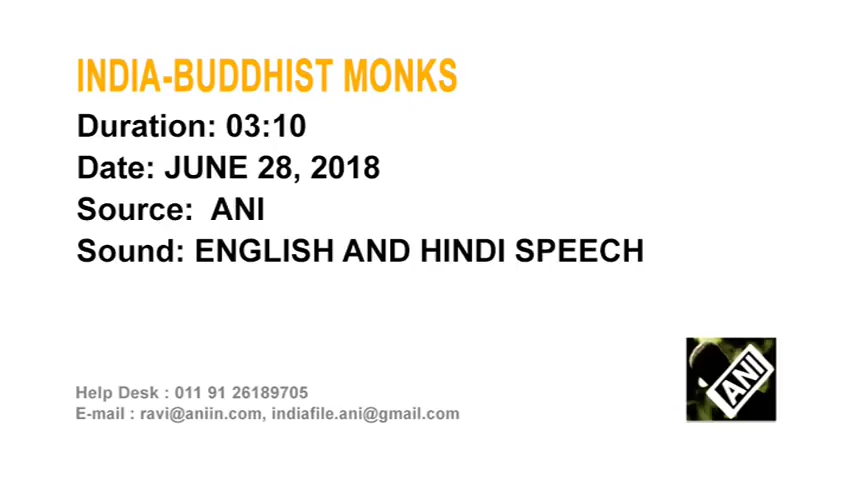 INDIA-BUDDHIST MONKS
Duration: 03:10
Date: JUNE 28, 2018
Source: ANI
Sound: ENGLISH AND HINDI SPEECH
Help Desk : 011 91 26189705
E-mail : ravi@aniin.com, indiafile.ani@gmail.com
ANI